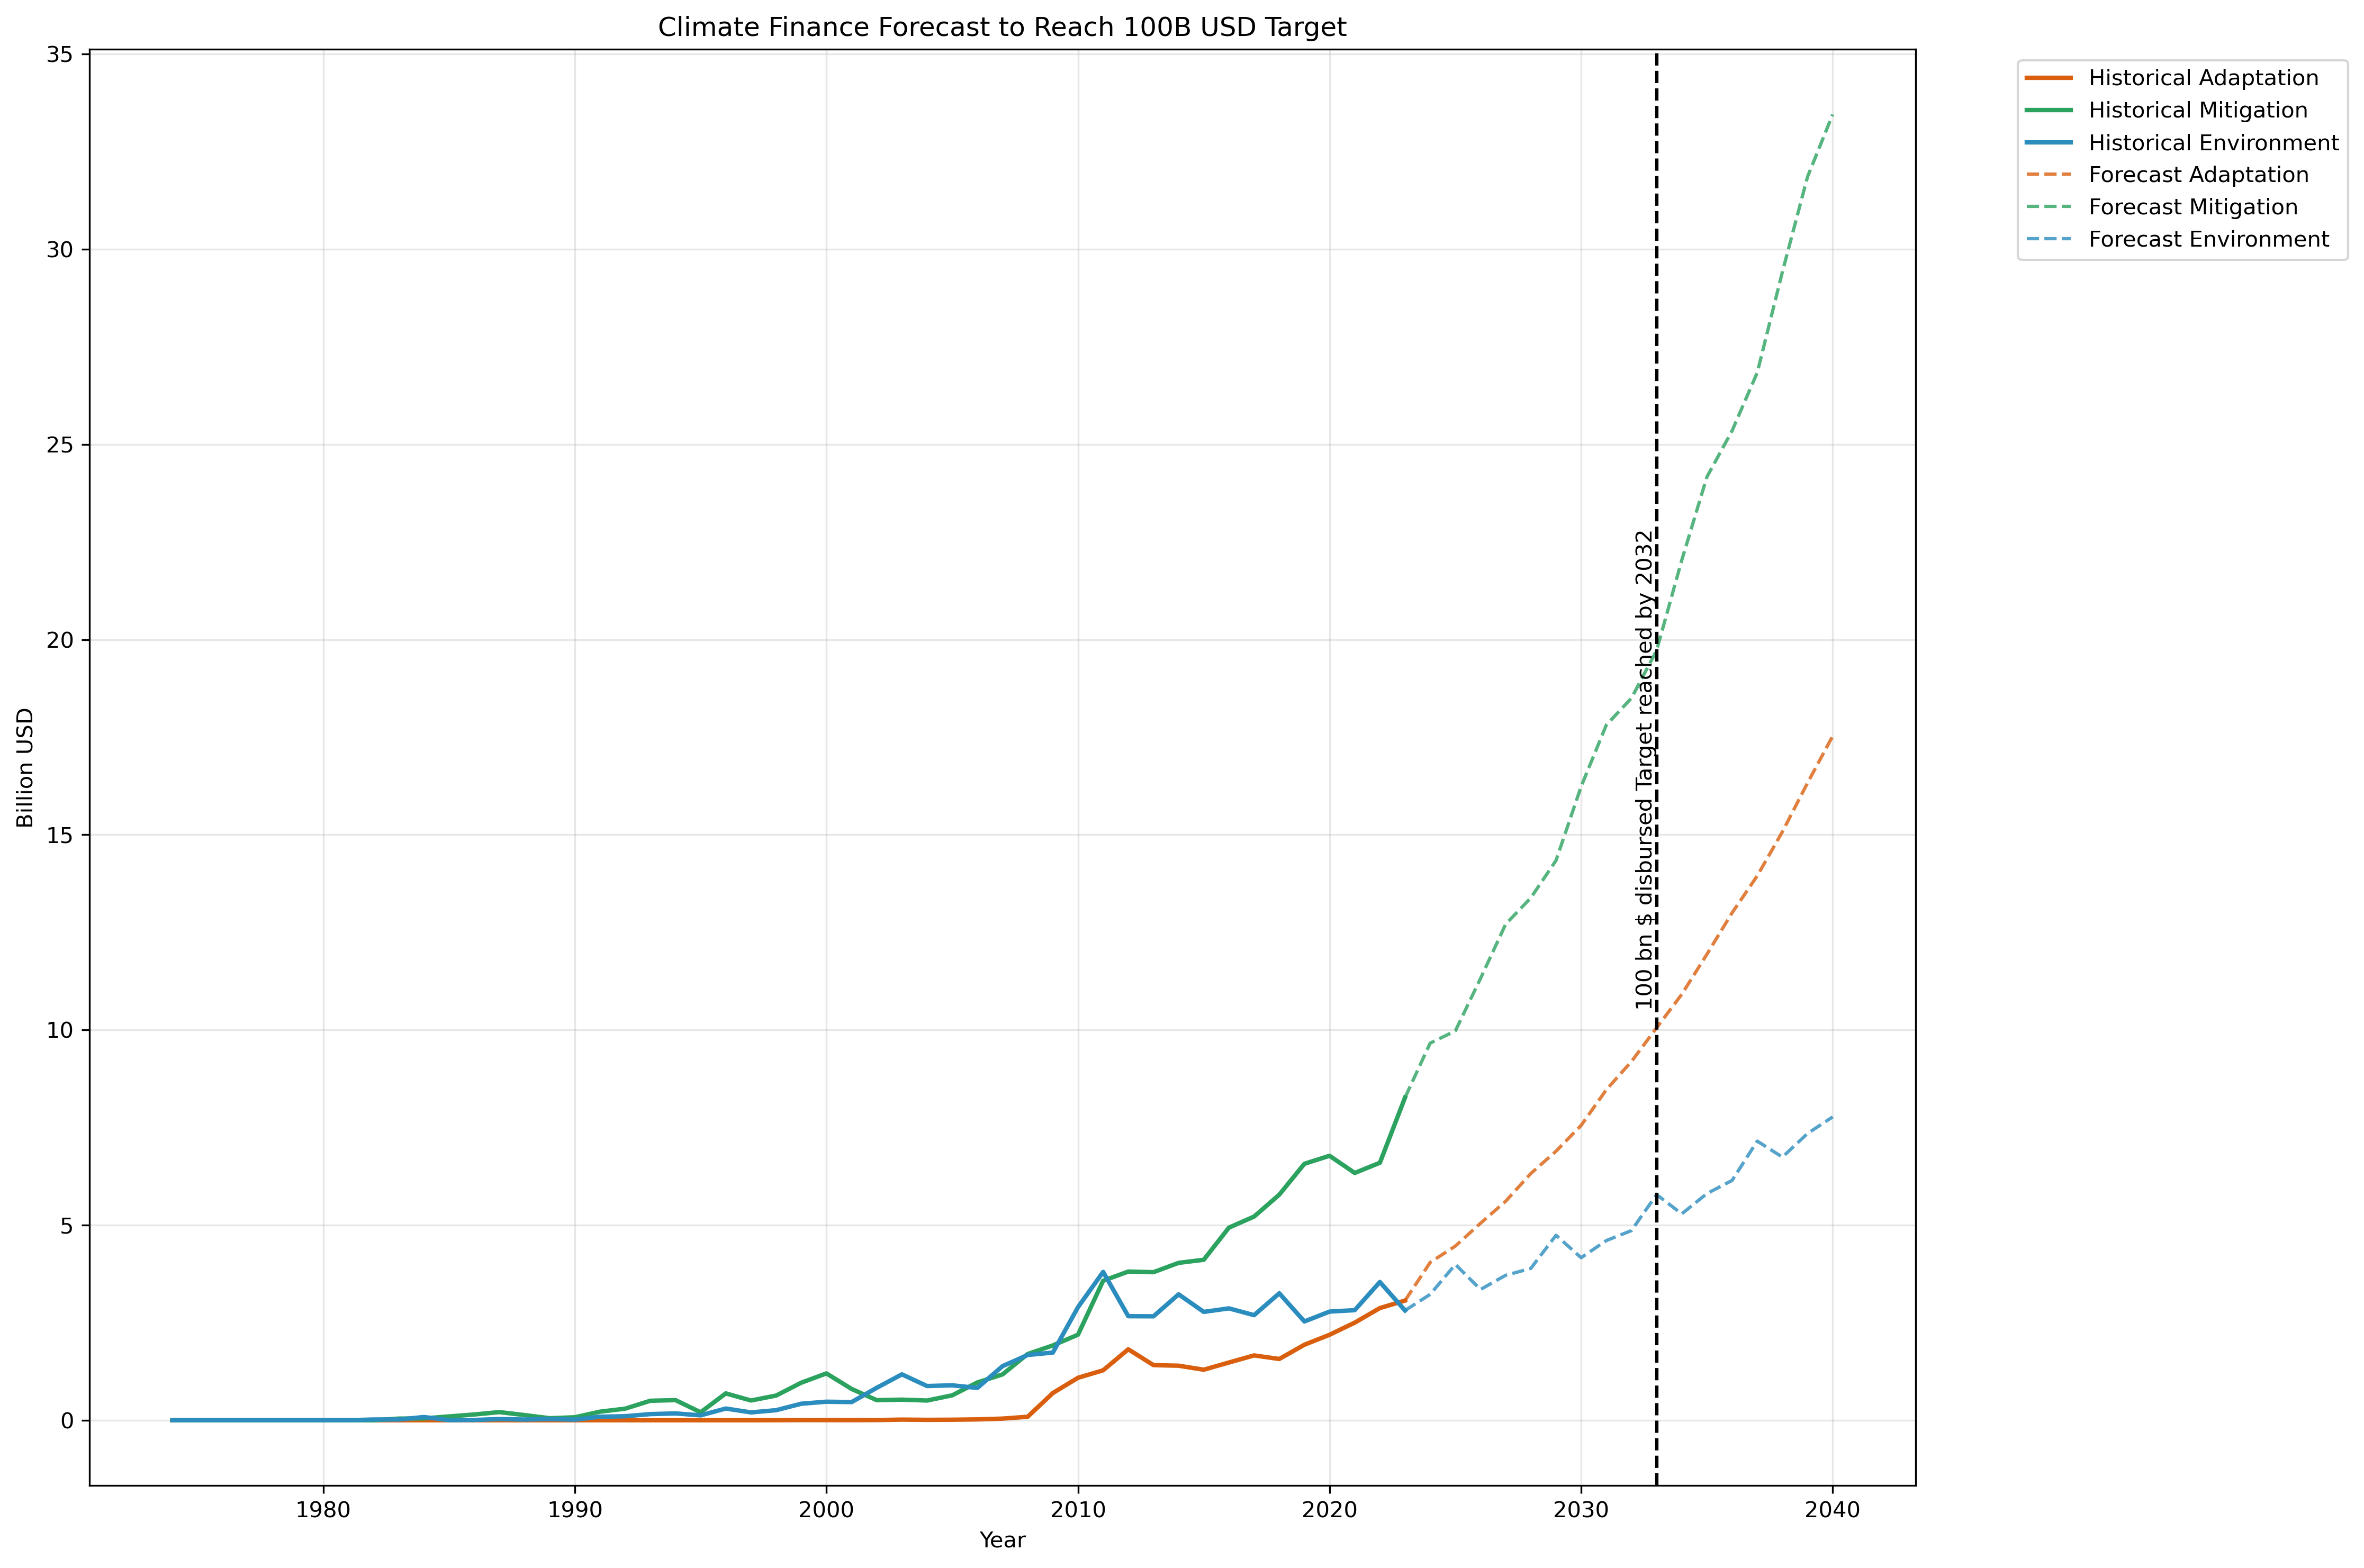 Climate Finance Forecast to Reach 100B USD Target
35
30
25
20
15
10
5
0
Billion USD
1980
1990
2000
2010
2020
2030
2040
Year
100 bn $ disbursed Target reached by 2032
Historical Adaptation
Historical Mitigation
Historical Environment
Forecast Adaptation
Forecast Mitigation
Forecast Environment